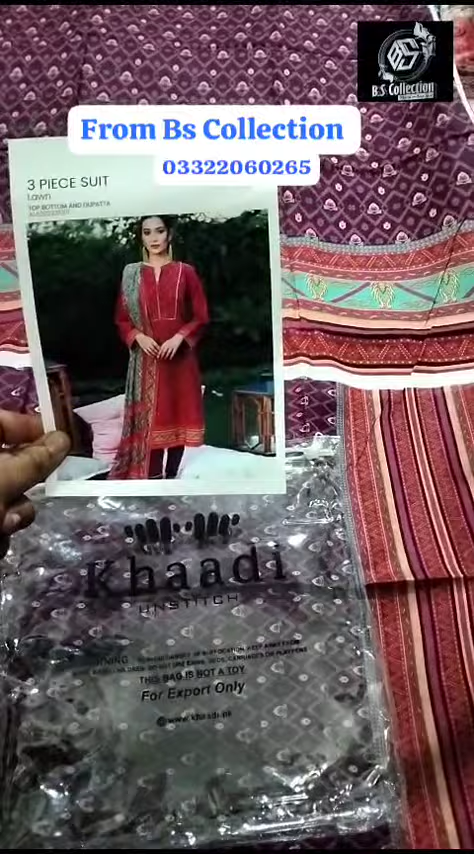 BS
B.S Collection
From Bs Collection
03322060265
3 PIECE SUIT
Lawn
TOP BOTTOM AND DUPATTA
Khaadi
UNSTITCH
WARNING
THIS BAG IS NOT A TOY
For Export Only
www.khaadi.pk